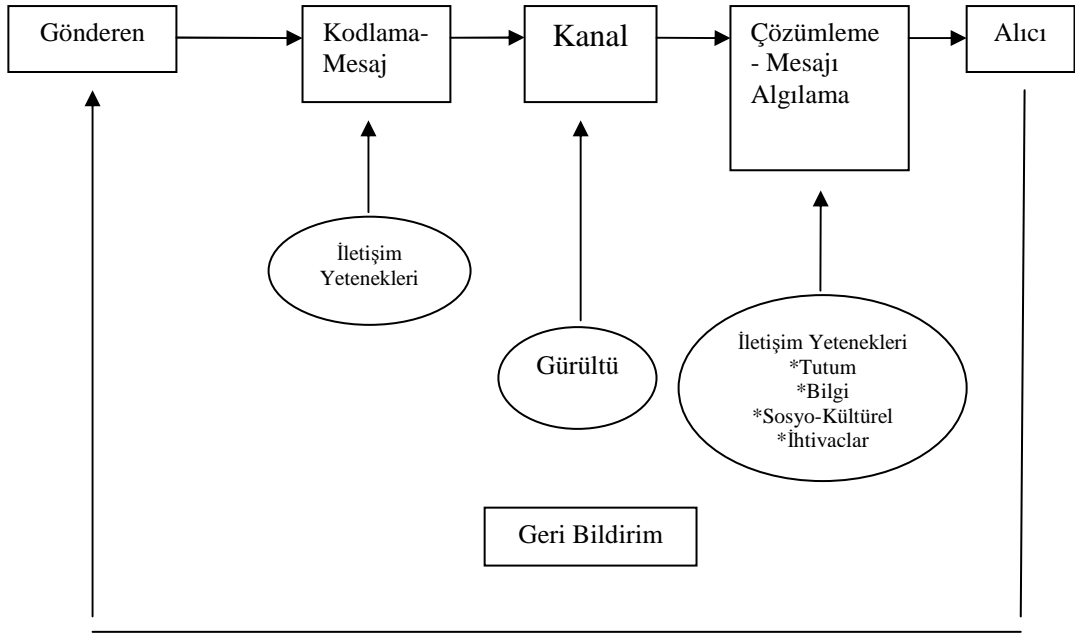 Gönderen
Kodlama-
Mesaj
Kanal
Çözümleme
- Mesajı
Algılama
Alıcı
İletişim
Yetenekleri
Gürültü
İletişim Yetenekleri
*Tutum
*Bilgi
*Sosyo-Kültürel
*İhtivaclar
Geri Bildirim